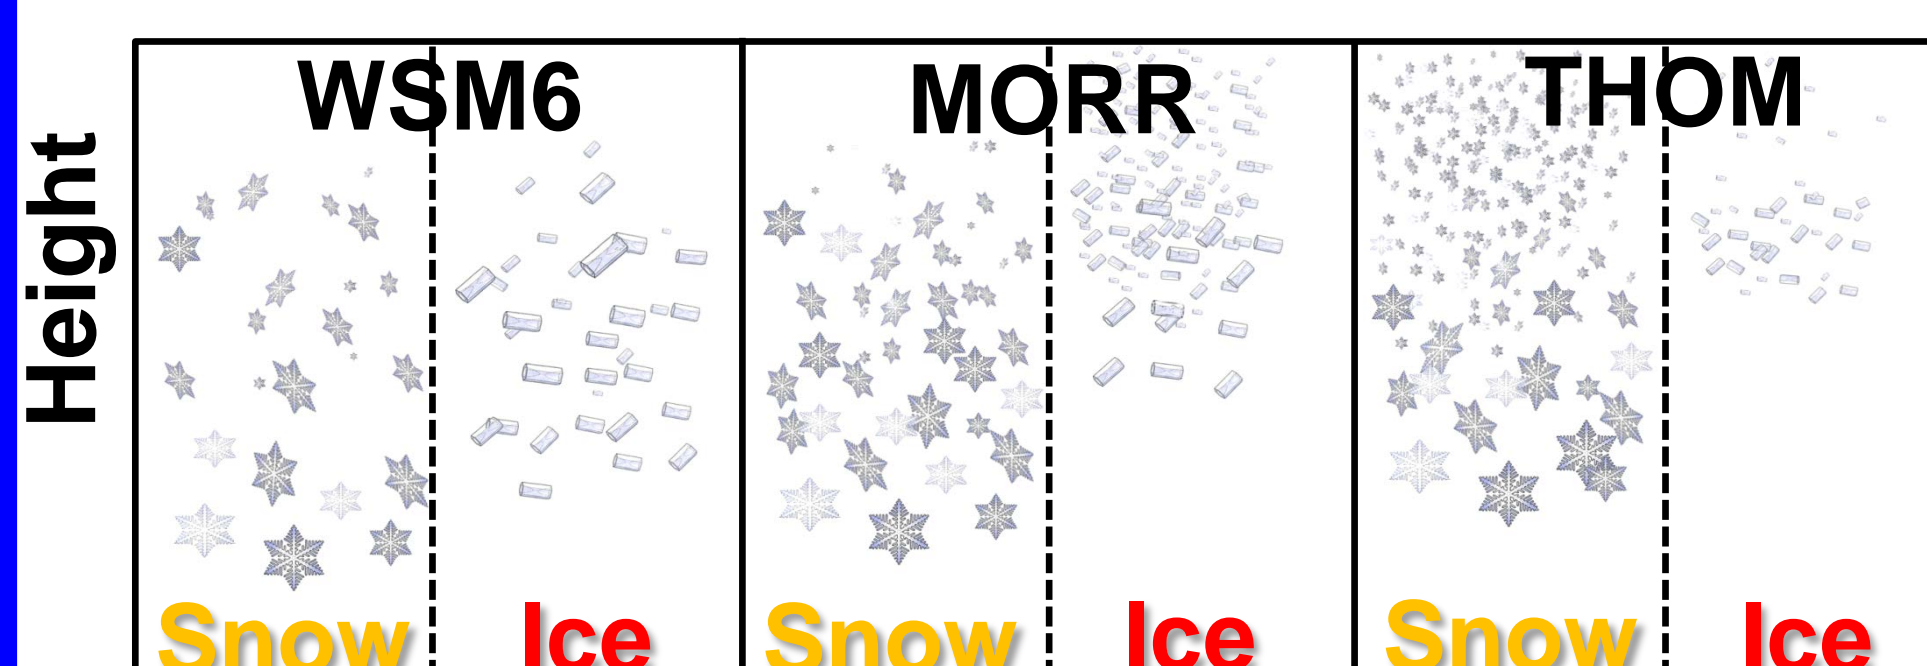 Height
WSM6
MORR
THOM
Snow
Ice
Snow
Ice
Snow
Ice